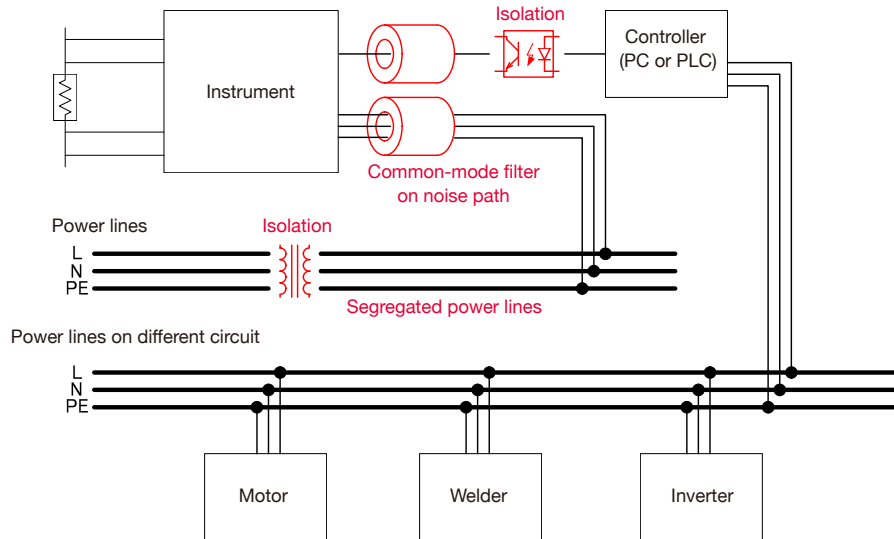 Isolation
Controller
(PC or PLC)
Instrument
Common-mode filter
on noise path
Power lines
Isolation
L
N
PE
Segregated power lines
Power lines on different circuit
L
N
PE
Motor
Welder
Inverter